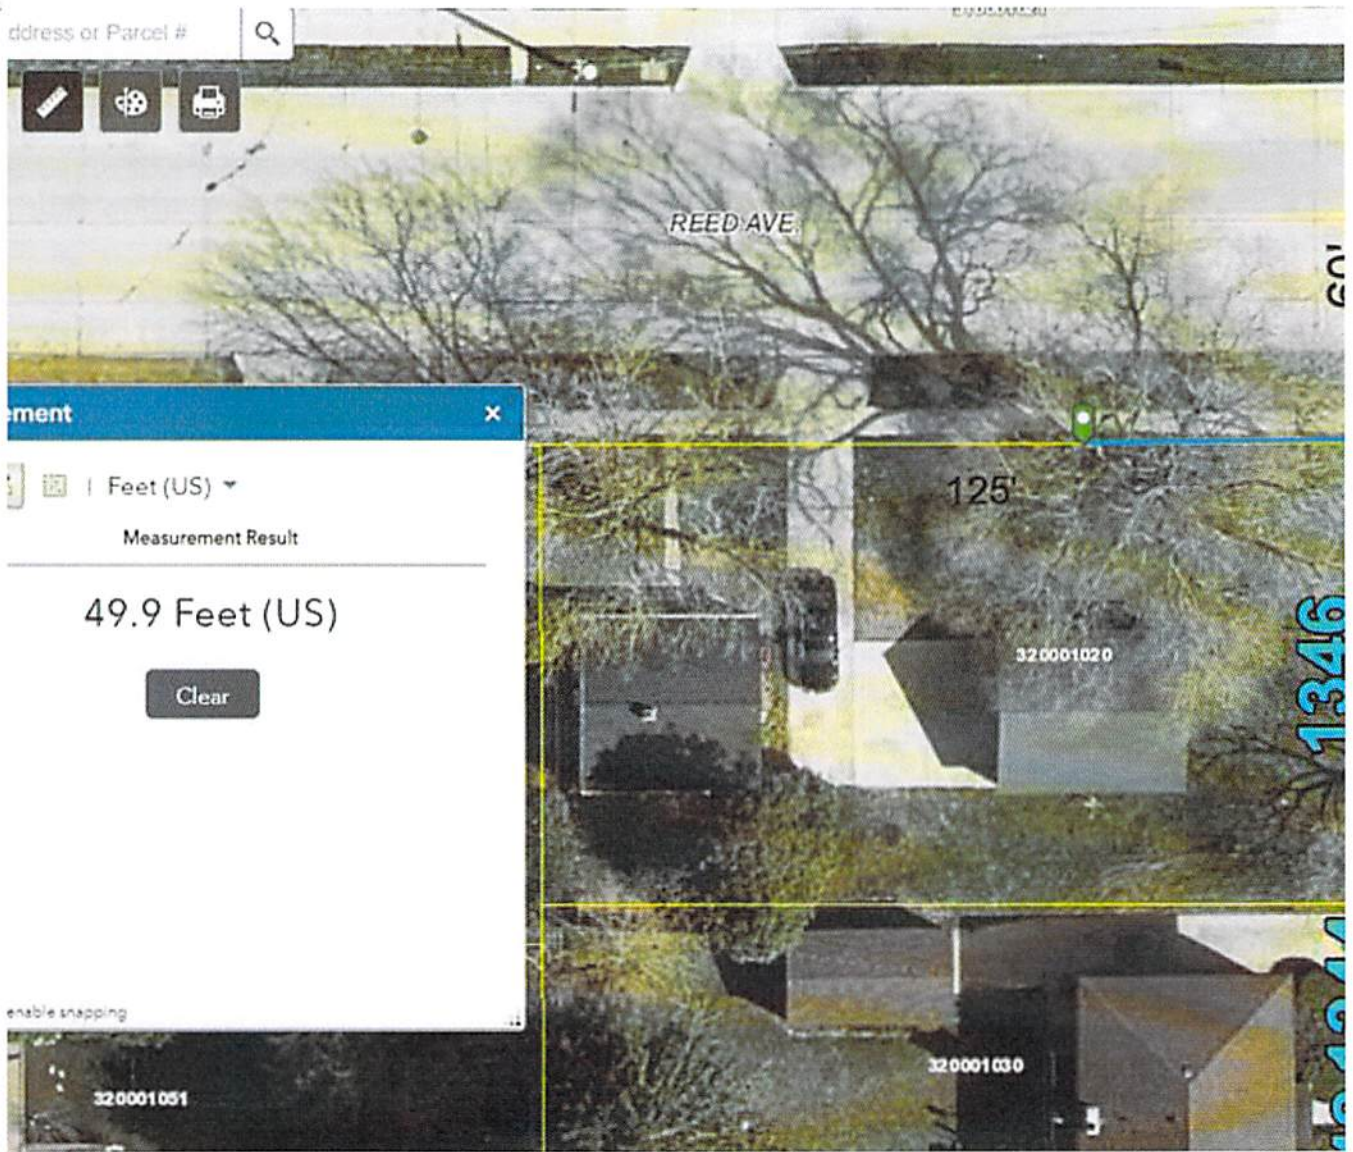 ddress or Parcel #
REED AVE.
60'
ement
Feet (US)
125'
Measurement Result
49.9 Feet (US)
320001020
1346
Clear
enable snapping
320001030
320001051